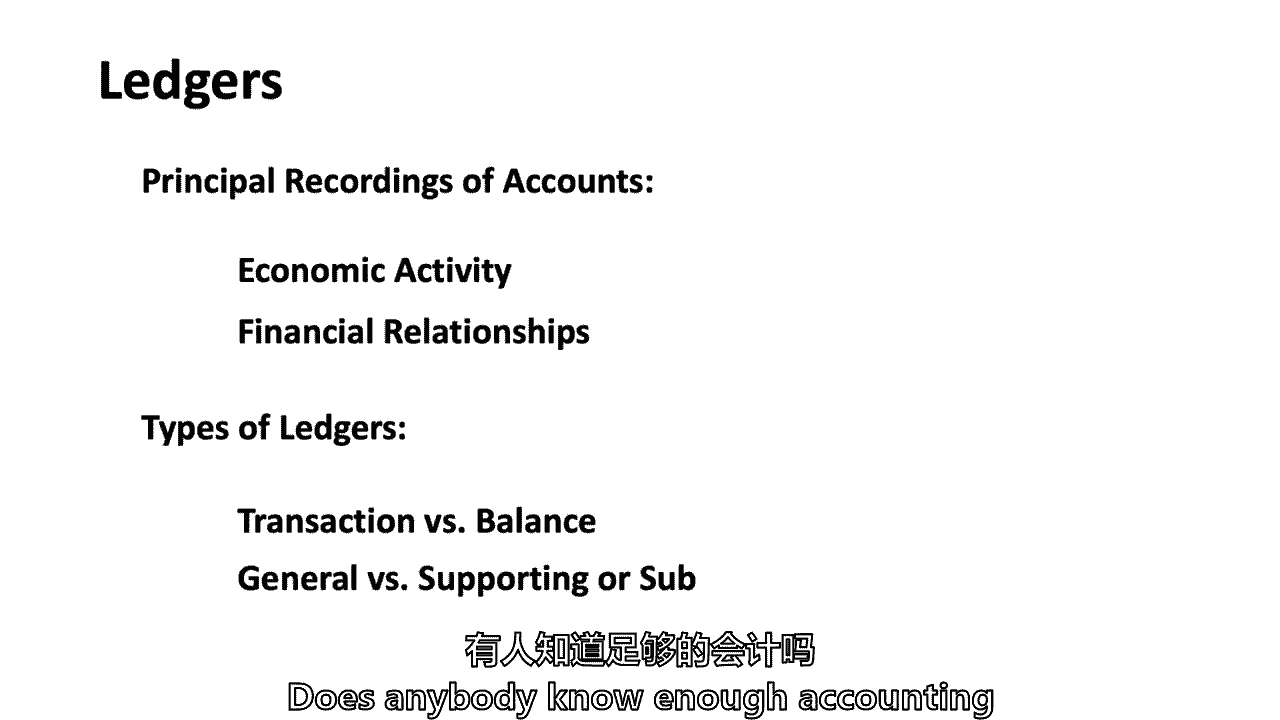 Ledgers
Principal Recordings of Accounts:
Economic Activity
Financial Relationships
Types of Ledgers:
Transaction vs. Balance
General vs. Supporting or Sub
有人知道足够的会计吗
Does anybody know enough accounting